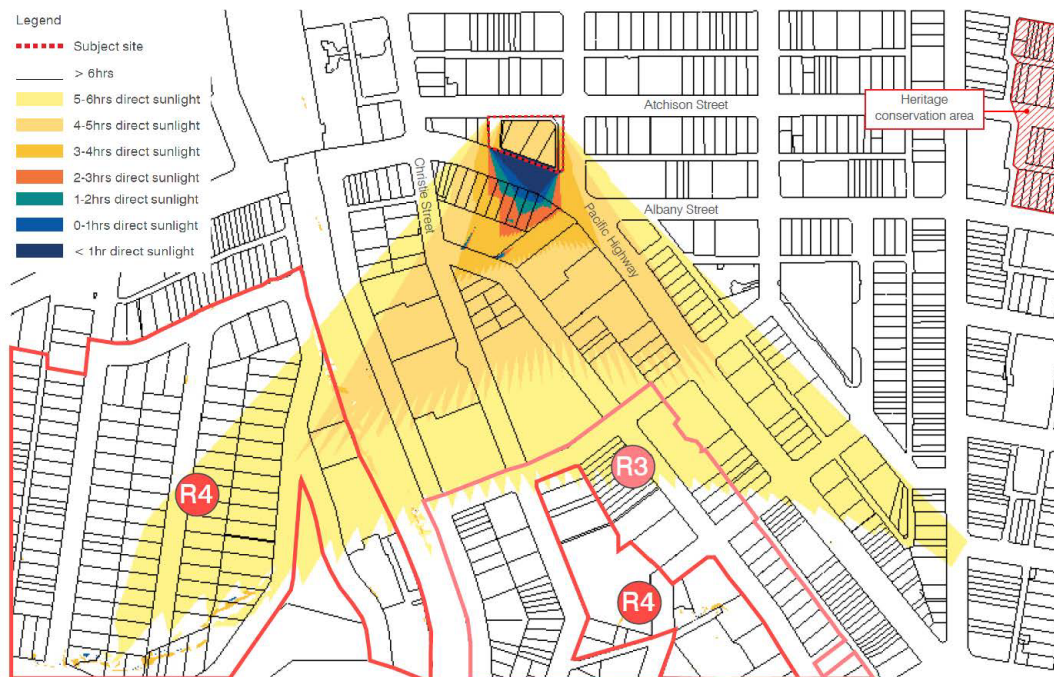 Legend
Subject site
> 6hrs
5-6hrs direct sunlight
4-5hrs direct sunlight
3-4hrs direct sunlight
2-3hrs direct sunlight
1-2hrs direct sunlight
0-1hrs direct sunlight
< 1hr direct sunlight
Atchison Street
Heritage
conservation area
Christie Street
Pacific Highway
Albany Street
R3
R4
R4